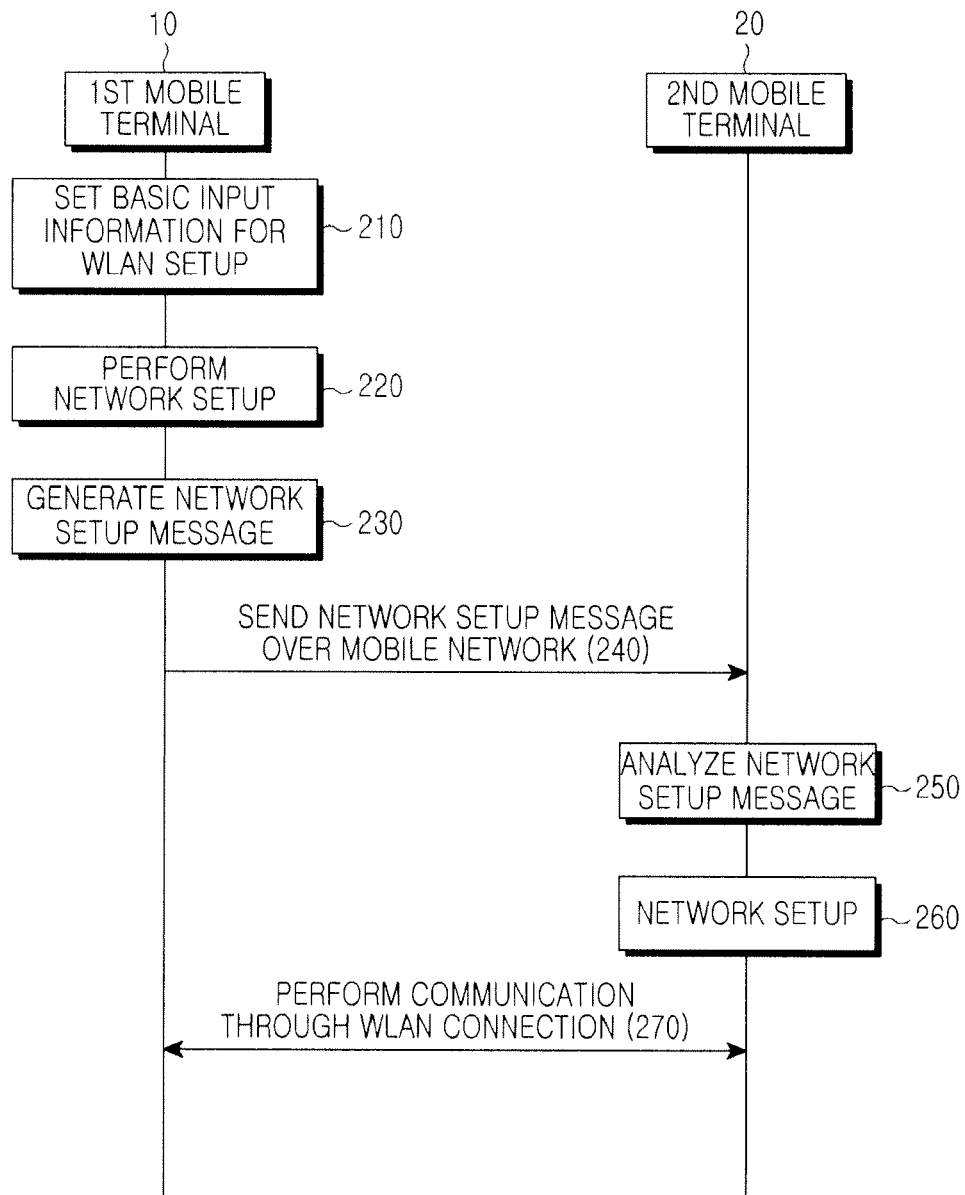 10
20
1ST MOBILE
TERMINAL
2ND MOBILE
TERMINAL
SET BASIC INPUT
INFORMATION FOR
WLAN SETUP
210
PERFORM
NETWORK SETUP
220
GENERATE NETWORK
SETUP MESSAGE
230
SEND NETWORK SETUP MESSAGE
OVER MOBILE NETWORK (240)
ANALYZE NETWORK
SETUP MESSAGE
250
NETWORK SETUP
260
PERFORM COMMUNICATION
THROUGH WLAN CONNECTION (270)